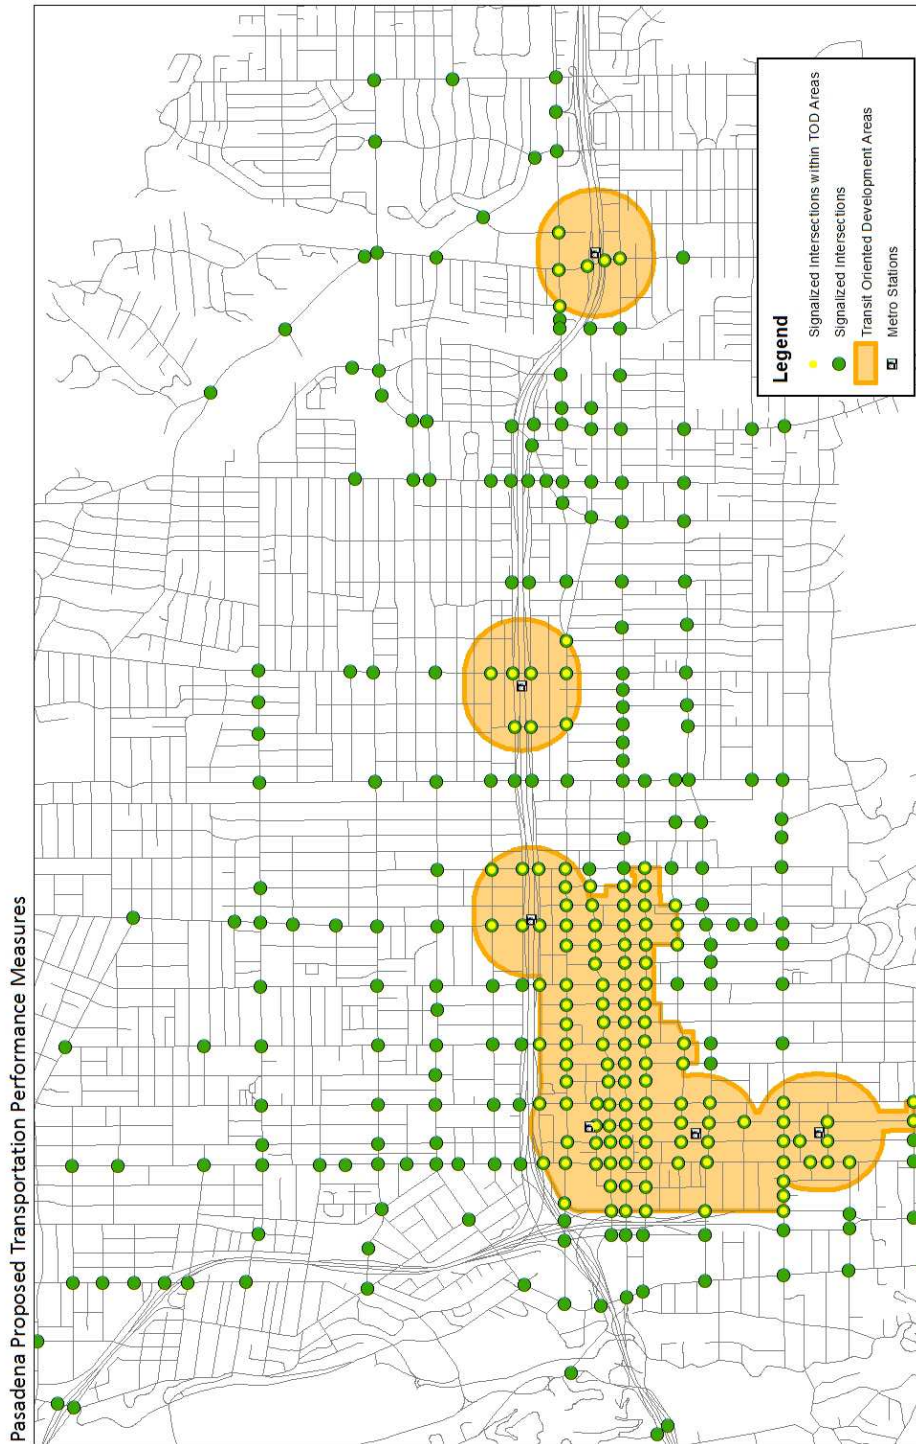 Pasadena Proposed Transportation Performance Measures
Legend
Signalized Intersections within TOD Areas
Signalized Intersections
Transit Oriented Development Areas
Metro Stations